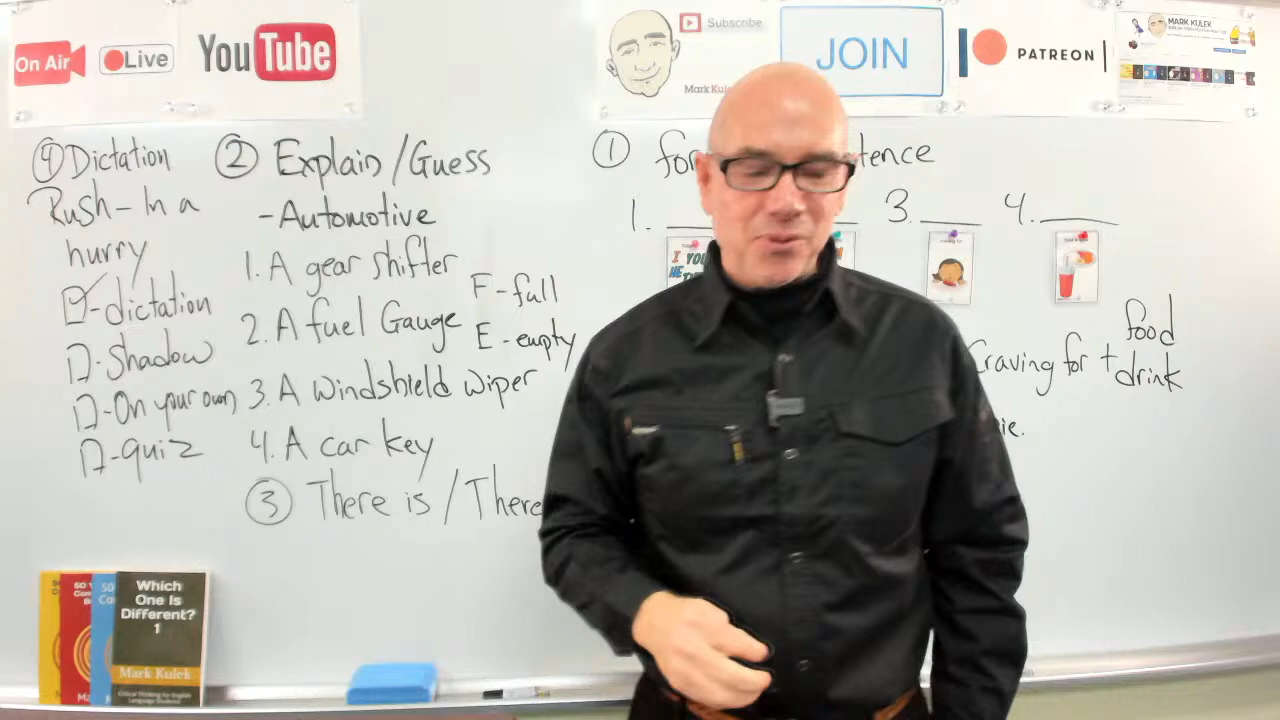 On Air
Live
YouTube
Subscribe
Mark
JOIN
PATREON
MARK KULEK
④ Dictation
Rush-In a
hurry
D-dictation
D-Shadow
D-On your own
D-quiz
② Explain/Guess
-Automotive
1. A gear shifter
2. A fuel Gauge
F-full
E-empty
3. A windshield wiper
4. A car key
③ There is/There
① tence
1.
3.
4.
I YOU
HE
Craving for + food
drink
ie.
Which
One Is
Different?
1
Mark Kulek
Critical Thinking for English
Language Students